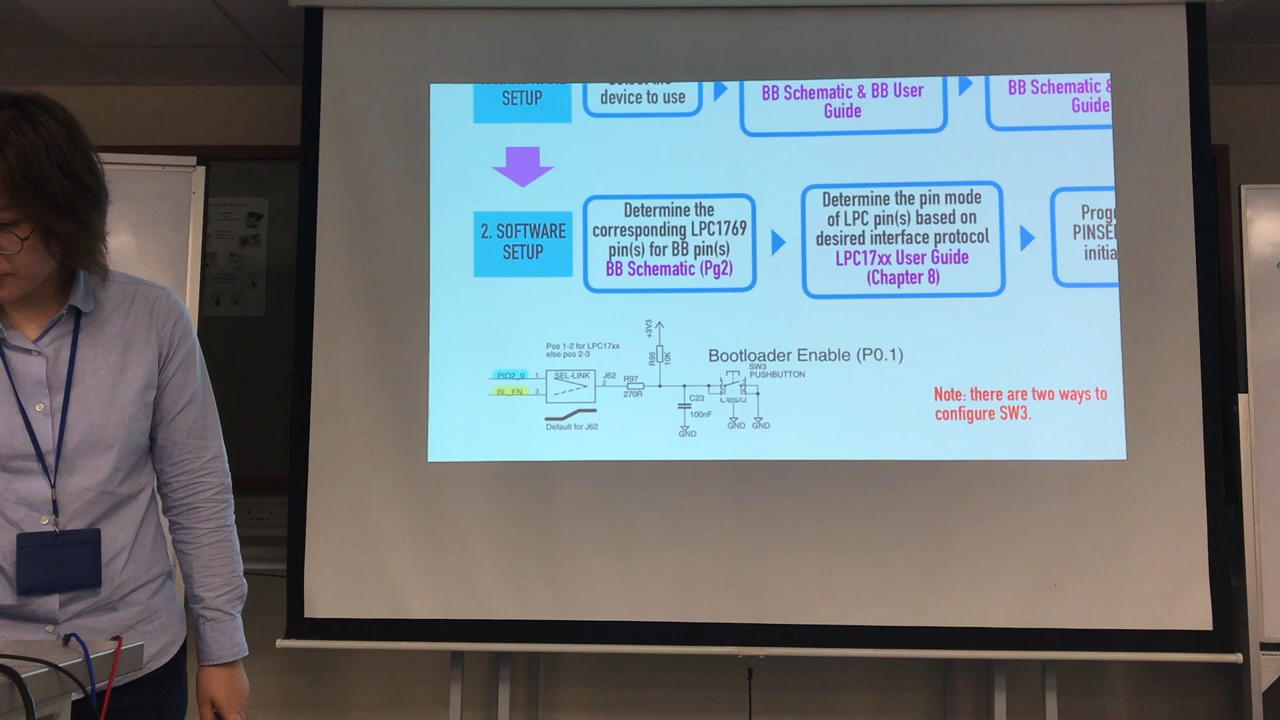 SETUP
device to use
BB Schematic & BB User
Guide
BB Schematic &
Guide
2. SOFTWARE
SETUP
Determine the
corresponding LPC1769
pin(s) for BB pin(s)
BB Schematic (Pg2)
Determine the pin mode
of LPC pin(s) based on
desired interface protocol
LPC17xx User Guide
(Chapter 8)
Prog
PINSE
initia
Pos 1-2 for LPC17xx
else pos 2-3
PIO2_9 1
BL_EN 3
SEL-LINK
J62
2
Default for J62
R97
270R
+3V3
R95
10K
C23
100nF
GND
Bootloader Enable (P0.1)
SW3
PUSHBUTTON
GND GND
Note: there are two ways to
configure SW3.